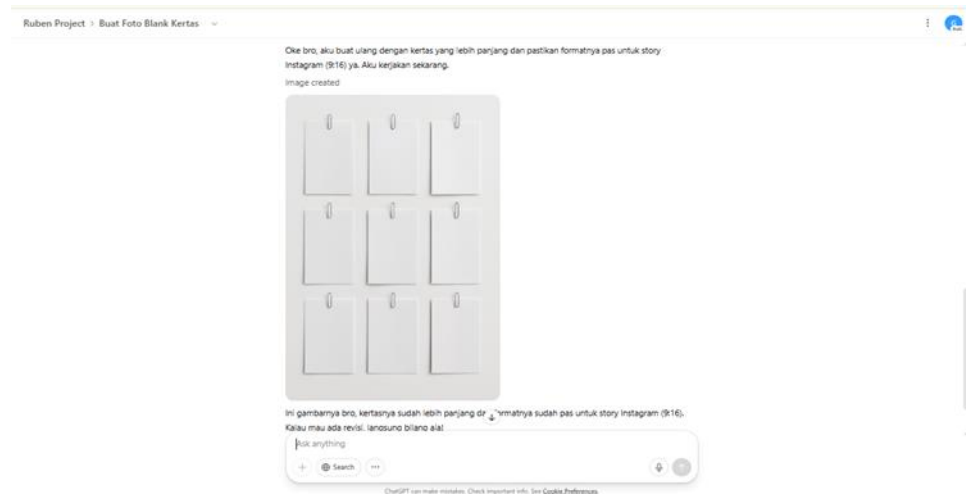 Ruben Project > Buat Foto Blank Kertas
Oke bro, aku buat ulang dengan kertas yang lebih panjang dan pastikan formatnya pas untuk story
Instagram (9:16) ya. Aku kerjakan sekarang.
Image created
Ini gambarnya bro, kertasnya sudah lebih panjang formatnya sudah pas untuk story Instagram (9:16).
Kalau mau ada revisi, langsung bilang aja!
Ask anything
Search
ChatGPT can make mistakes. Check important info. See Cookie Preferences.